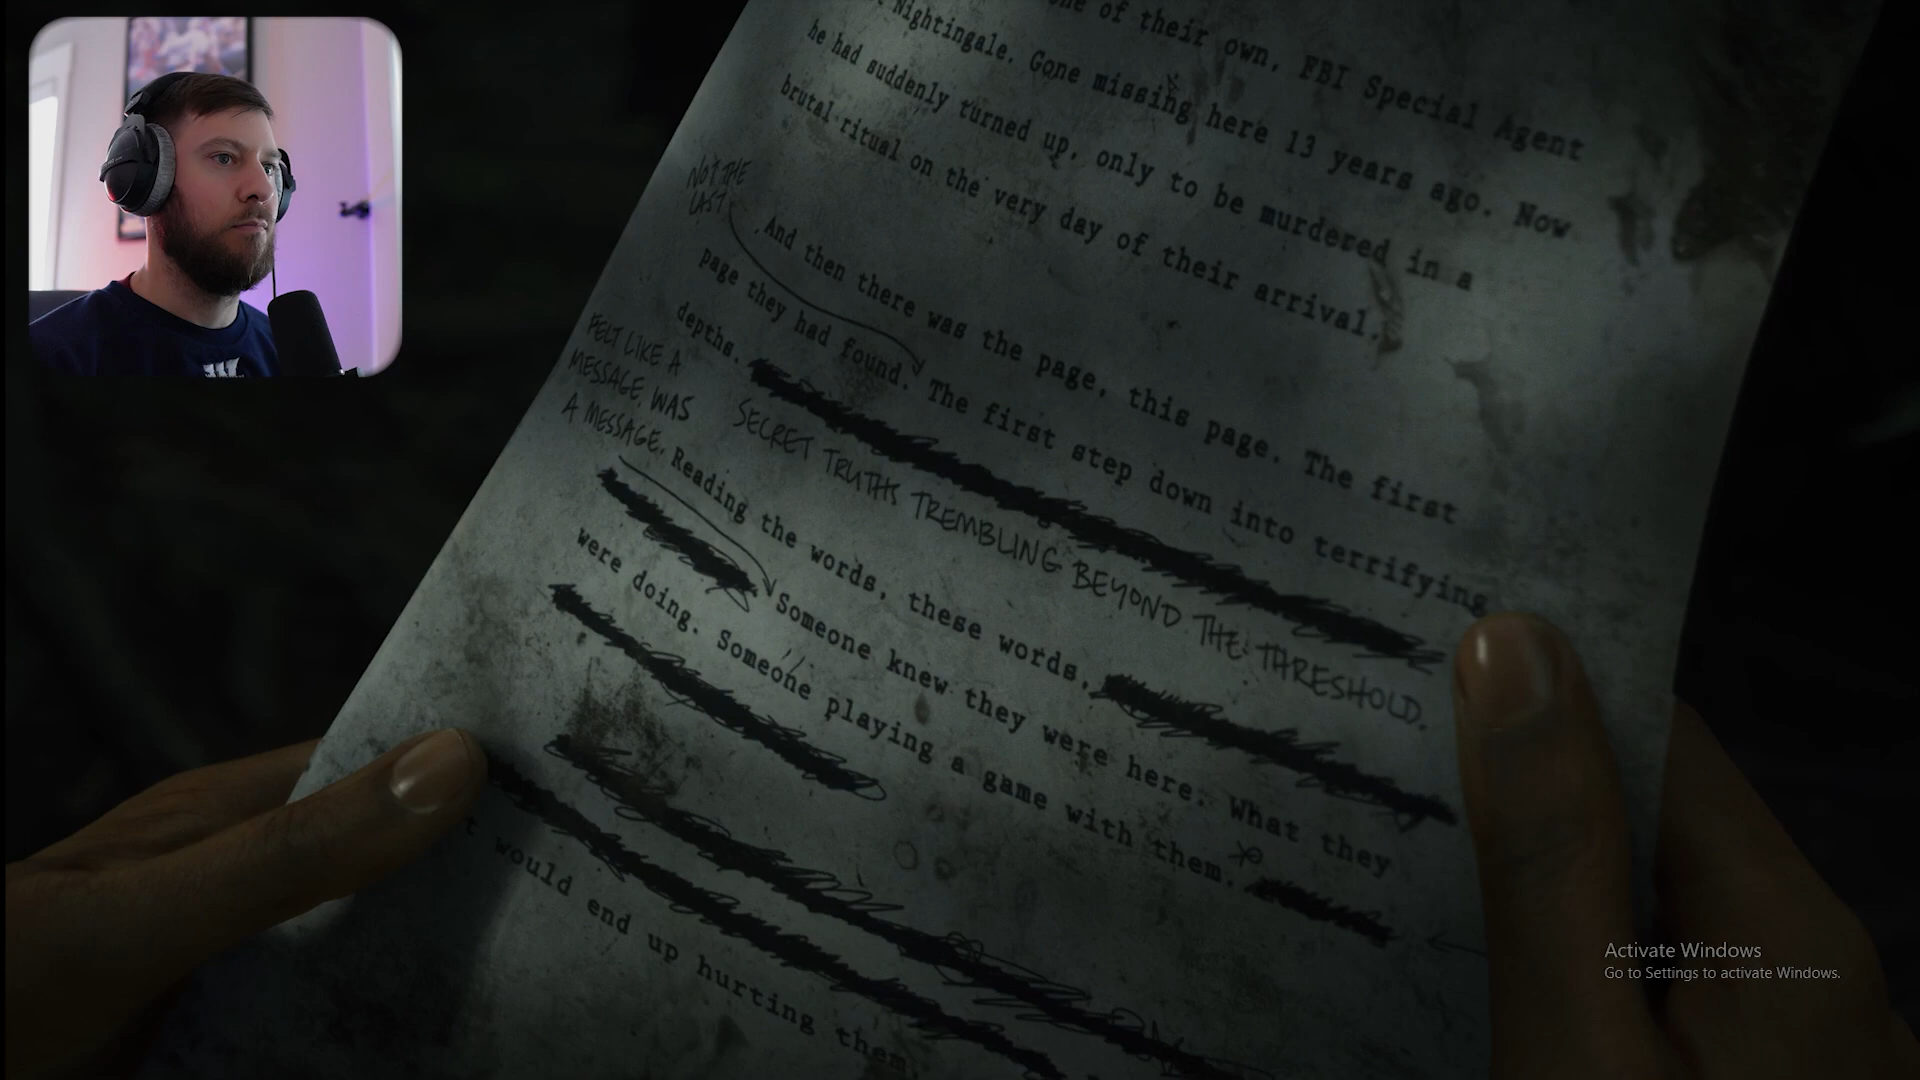 one of their own. FBI Special Agent
Nightingale. Gone missing here 13 years ago. Now
he had suddenly turned up, only to be murdered in a
brutal ritual on the very day of their arrival.
NOT THE
LAST
And then there was the page, this page. The first
page they had found. The first step down into terrifying
depths.
SECRET TRUTHS TREMBLING BEYOND THE THRESHOLD.
FELT LIKE A
MESSAGE, WAS
A MESSAGE.
Reading the words, these words,
Someone knew they were here. What they
were doing. Someone playing a game with them.
would end up hurting them
Activate Windows
Go to Settings to activate Windows.